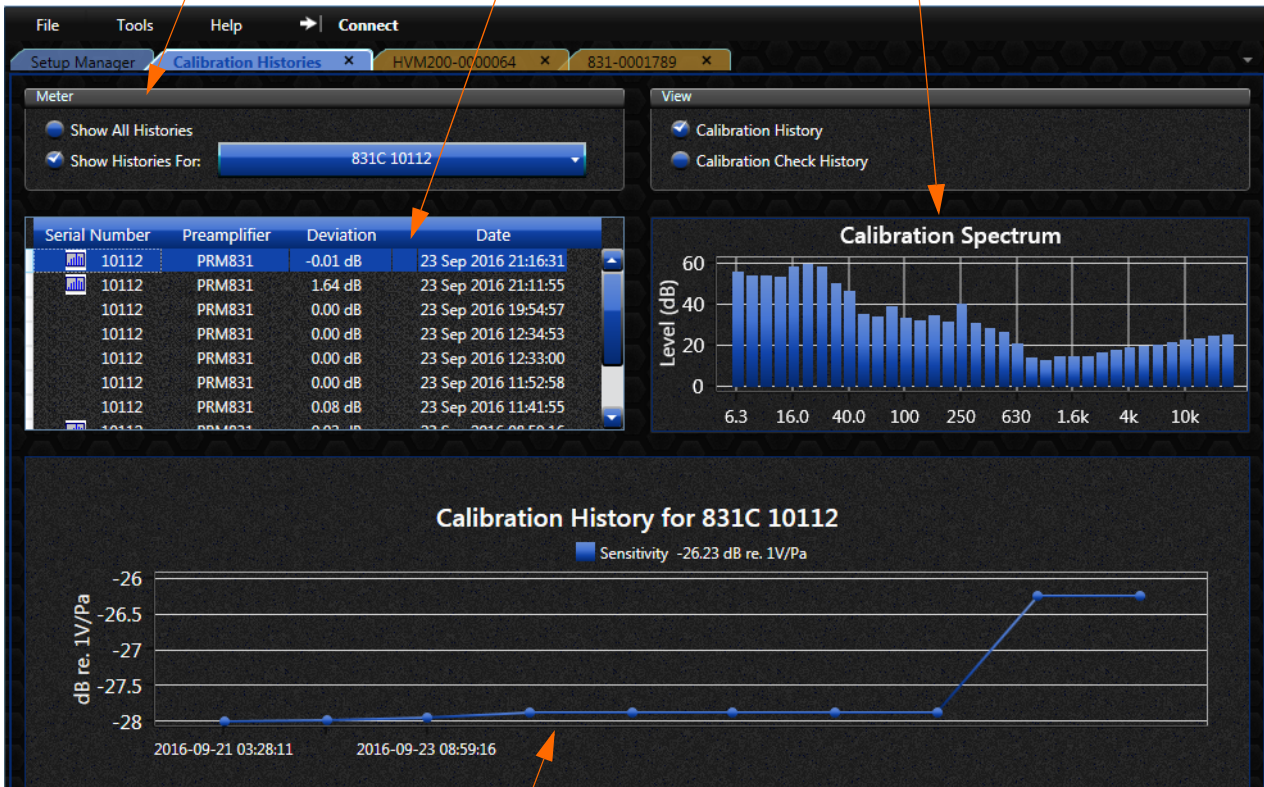 File Tools Help Connect
Setup Manager Calibration Histories × HVM200-0000064 × 831-0001789 ×
Meter
Show All Histories
Show Histories For: 831C 10112
View
Calibration History
Calibration Check History
Serial Number Preamplifier Deviation Date
10112 PRM831 -0.01 dB 23 Sep 2016 21:16:31
10112 PRM831 1.64 dB 23 Sep 2016 21:11:55
10112 PRM831 0.00 dB 23 Sep 2016 19:54:57
10112 PRM831 0.00 dB 23 Sep 2016 12:34:53
10112 PRM831 0.00 dB 23 Sep 2016 12:33:00
10112 PRM831 0.00 dB 23 Sep 2016 11:52:58
10112 PRM831 0.08 dB 23 Sep 2016 11:41:55
Calibration Spectrum
Level (dB)
60
40
20
0
6.3 16.0 40.0 100 250 630 1.6k 4k 10k
Calibration History for 831C 10112
Sensitivity -26.23 dB re. 1V/Pa
dB re. 1V/Pa
-26
-26.5
-27
-27.5
-28
2016-09-21 03:28:11 2016-09-23 08:59:16